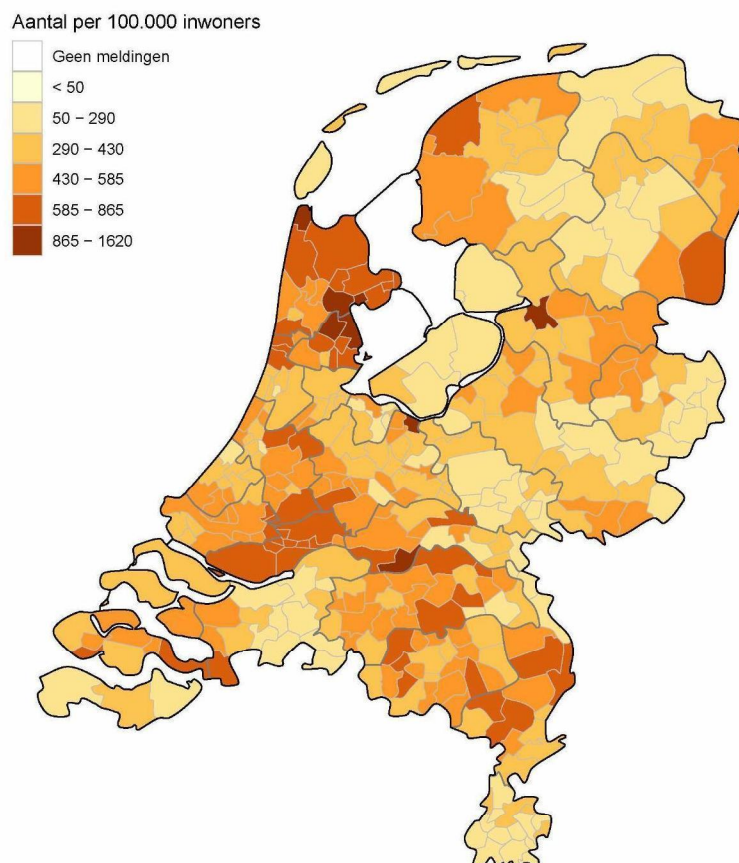 Aantal per 100.000 inwoners
Geen meldingen
< 50
50 – 290
290 – 430
430 – 585
585 – 865
865 – 1620